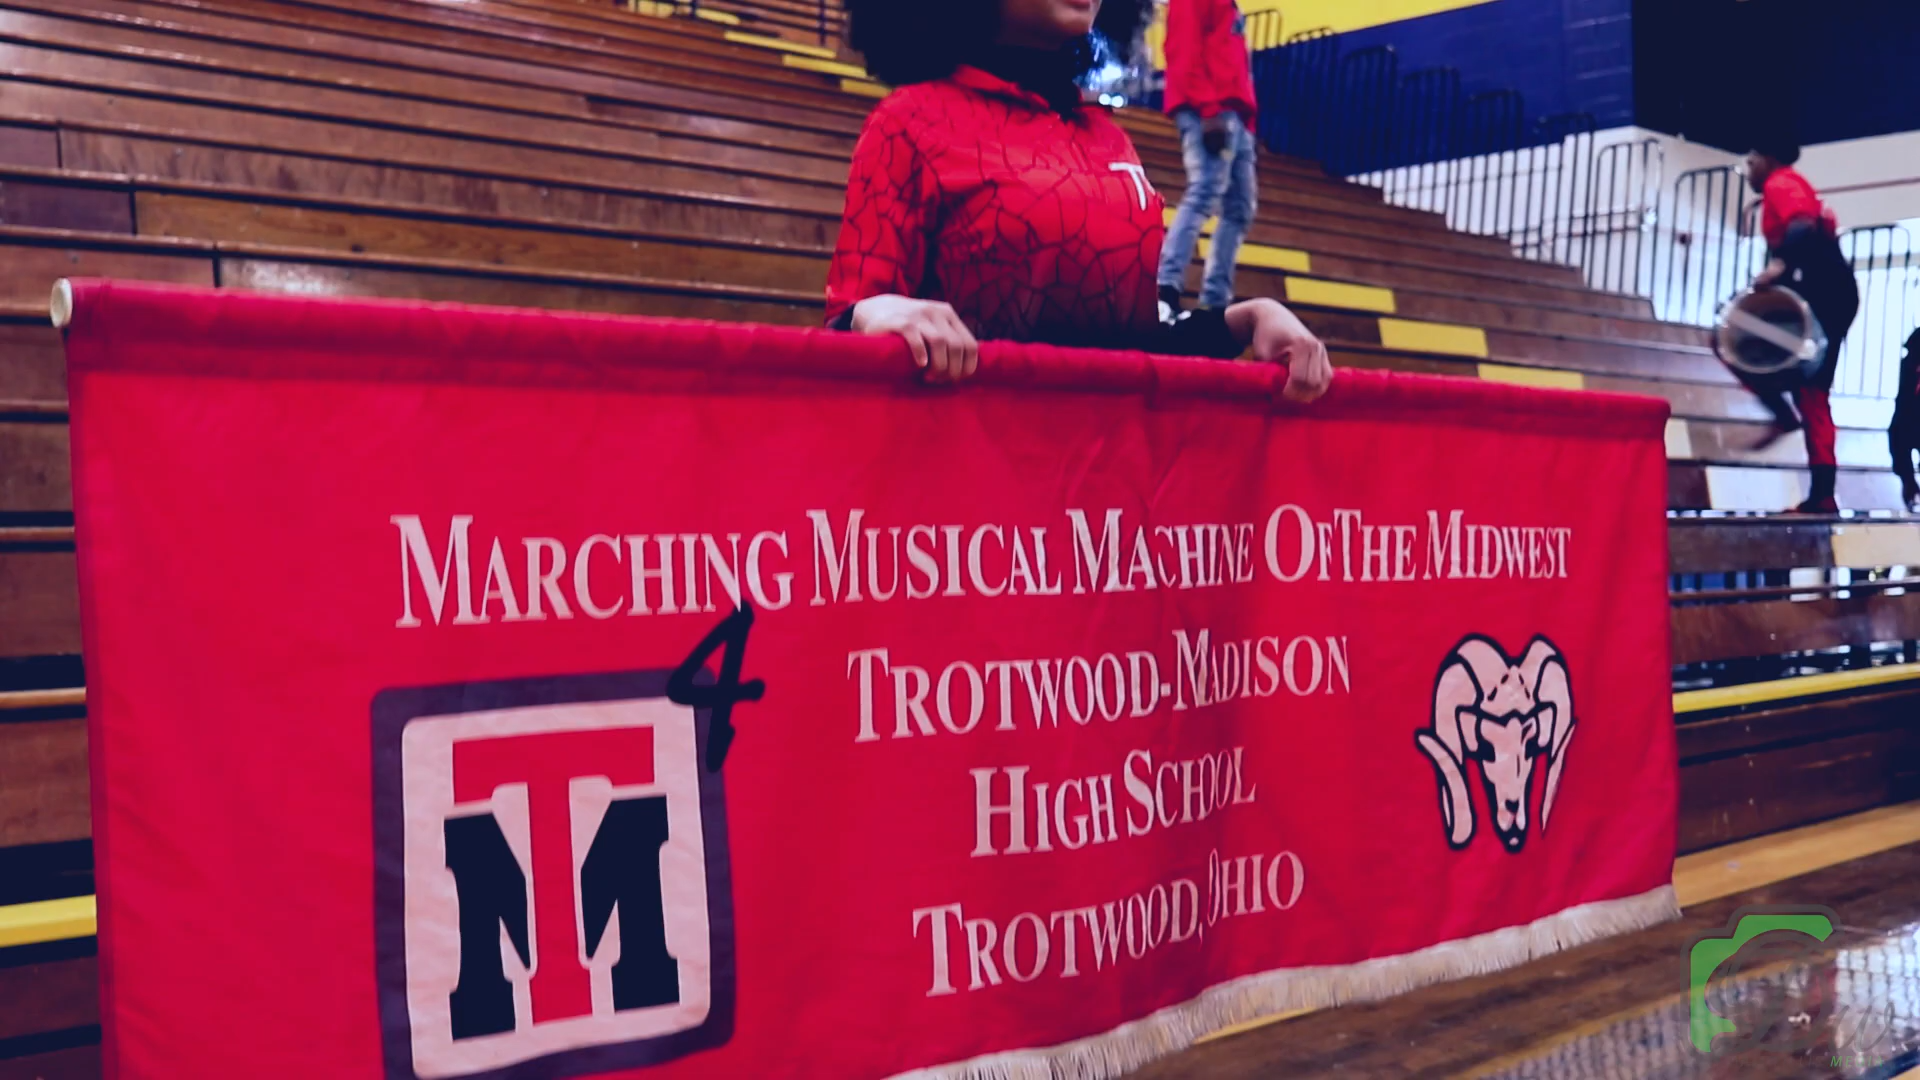 MARCHING MUSICAL MACHINE OF THE MIDWEST
4
TROTWOOD-MADISON
HIGH SCHOOL
TROTWOOD, OHIO
TM